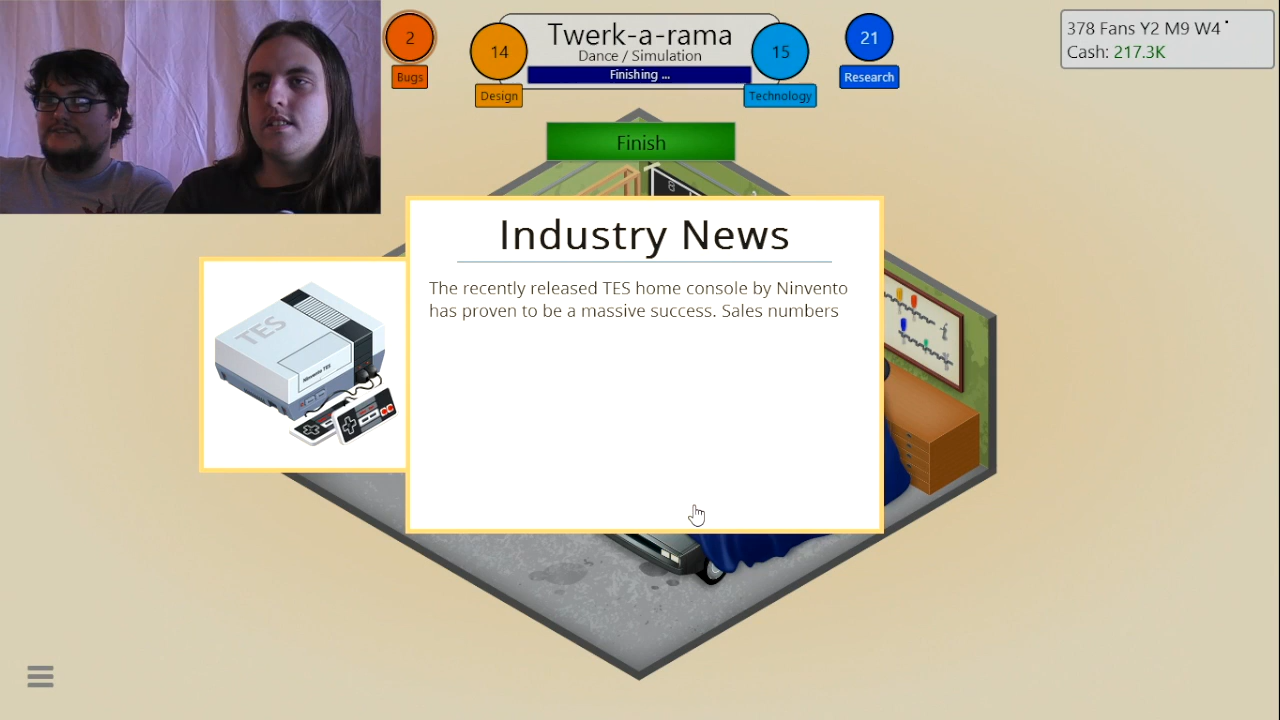 2
Bugs
14
Design
Twerk-a-rama
Dance / Simulation
Finishing ...
15
Technology
21
Research
378 Fans Y2 M9 W4
Cash: 217.3K
Finish
Industry News
The recently released TES home console by Ninvento
has proven to be a massive success. Sales numbers
TES
Ninvento TES